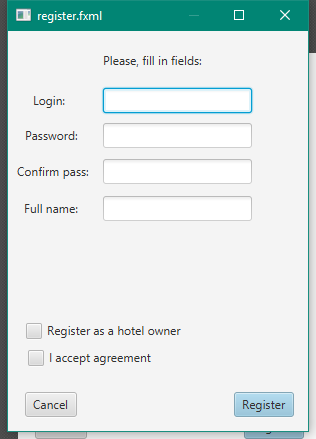 register.fxml
Please, fill in fields:
Login:
Password:
Confirm pass:
Full name:
Register as a hotel owner
I accept agreement
Cancel
Register